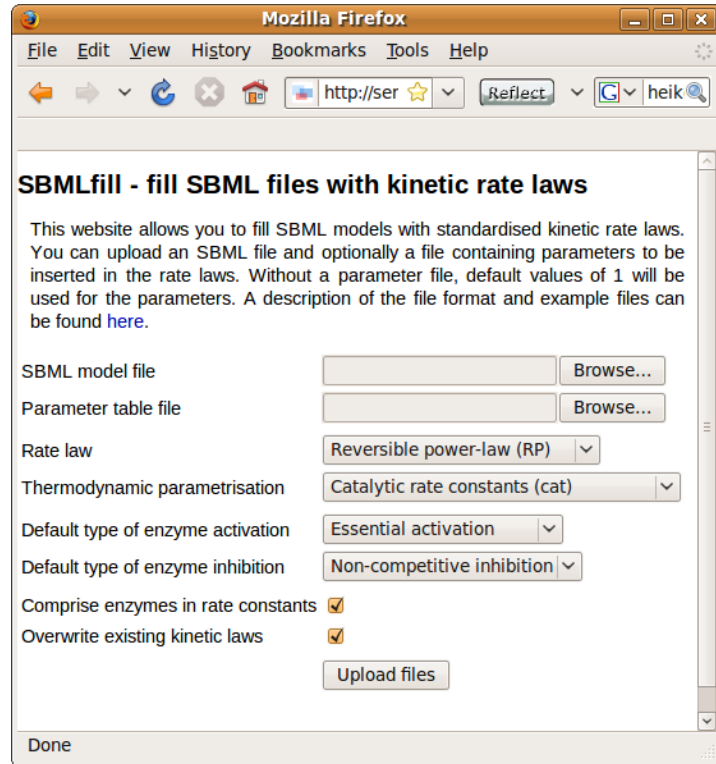 Mozilla Firefox
File Edit View History Bookmarks Tools Help
http://ser Reflect G heik
SBMLfill - fill SBML files with kinetic rate laws
This website allows you to fill SBML models with standardised kinetic rate laws.
You can upload an SBML file and optionally a file containing parameters to be
inserted in the rate laws. Without a parameter file, default values of 1 will be
used for the parameters. A description of the file format and example files can
be found here.
SBML model file Browse...
Parameter table file Browse...
Rate law Reversible power-law (RP)
Thermodynamic parametrisation Catalytic rate constants (cat)
Default type of enzyme activation Essential activation
Default type of enzyme inhibition Non-competitive inhibition
Comprise enzymes in rate constants
Overwrite existing kinetic laws
Upload files
Done